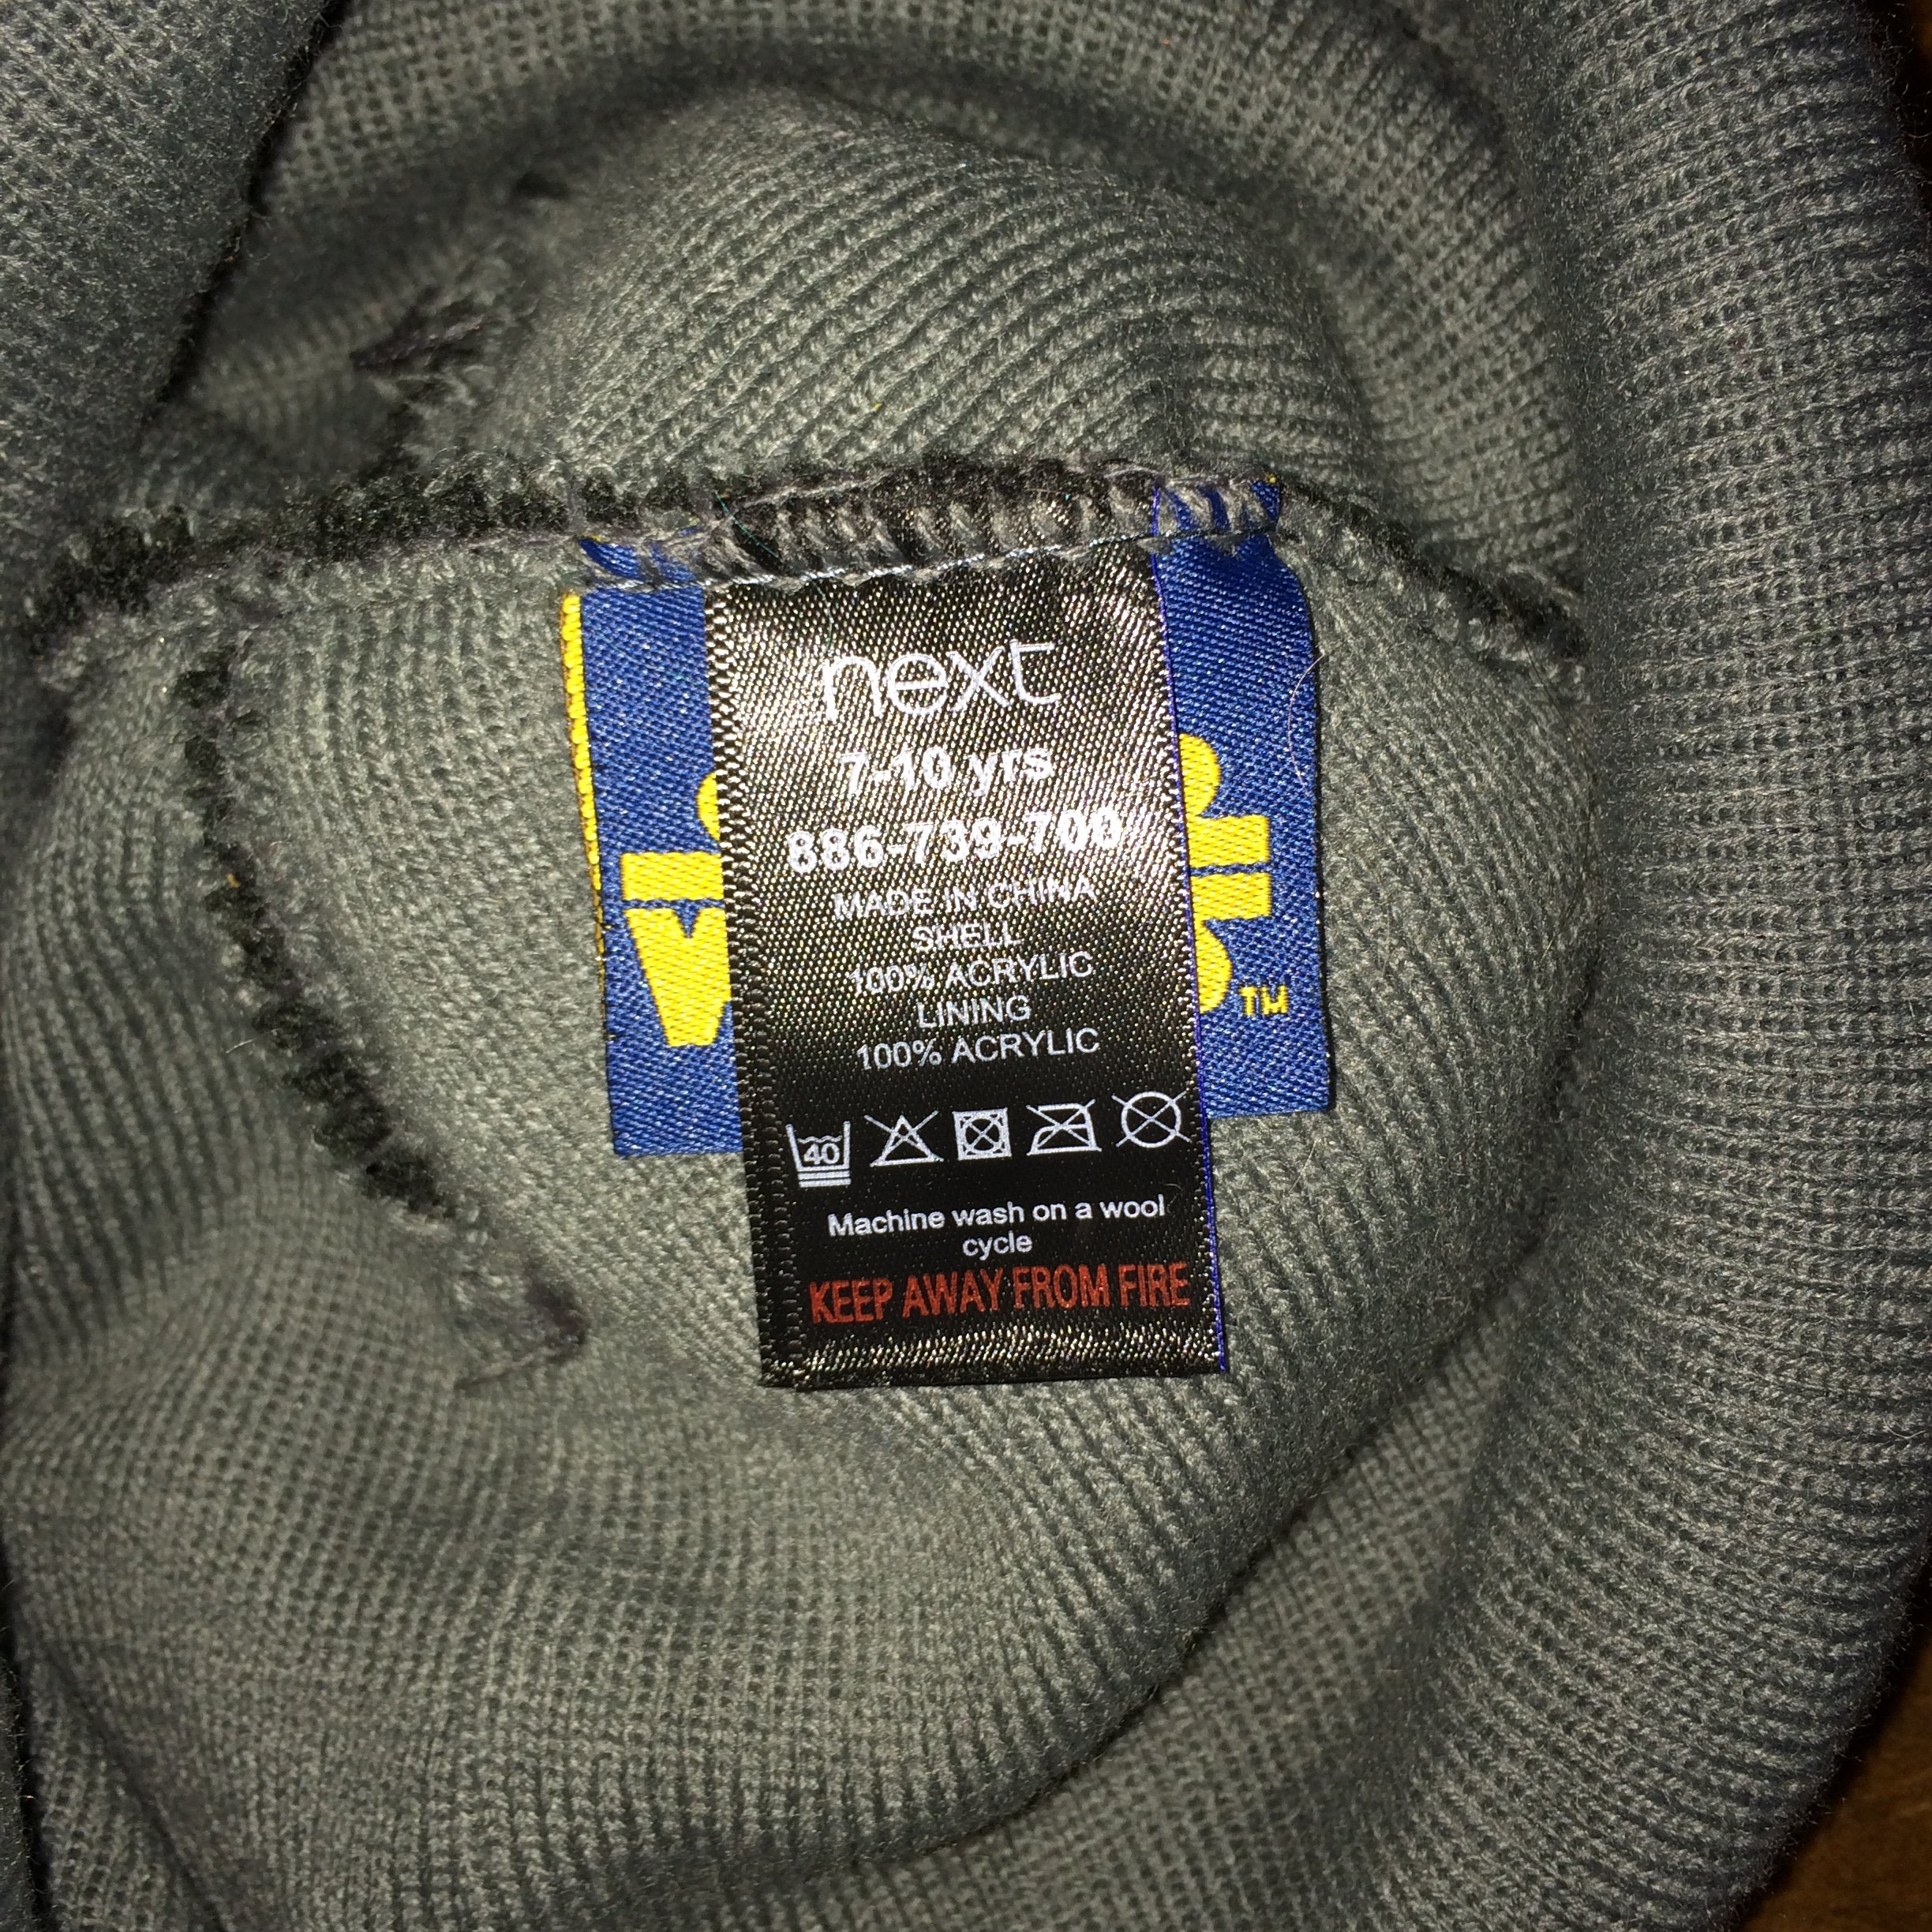 next
7-10 yrs
886-739-700
MADE IN CHINA
SHELL
100% ACRYLIC
LINING
100% ACRYLIC
40
Machine wash on a wool
cycle
KEEP AWAY FROM FIRE
TM